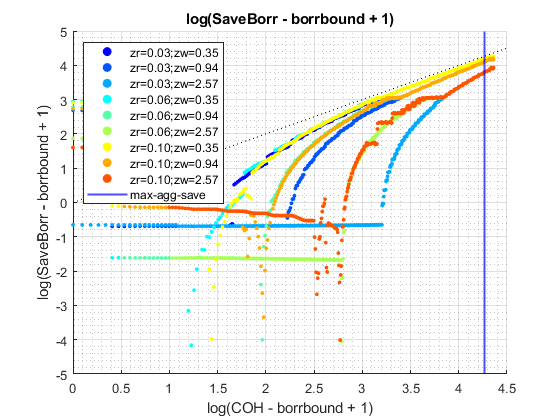 log(SaveBorr - borrbound + 1)
5
4
3
2
1
0
-1
-2
-3
-4
-5
log(SaveBorr - borrbound + 1)
zr=0.03;zw=0.35
zr=0.03;zw=0.94
zr=0.03;zw=2.57
zr=0.06;zw=0.35
zr=0.06;zw=0.94
zr=0.06;zw=2.57
zr=0.10;zw=0.35
zr=0.10;zw=0.94
zr=0.10;zw=2.57
max-agg-save
0 0.5 1 1.5 2 2.5 3 3.5 4 4.5
log(COH - borrbound + 1)